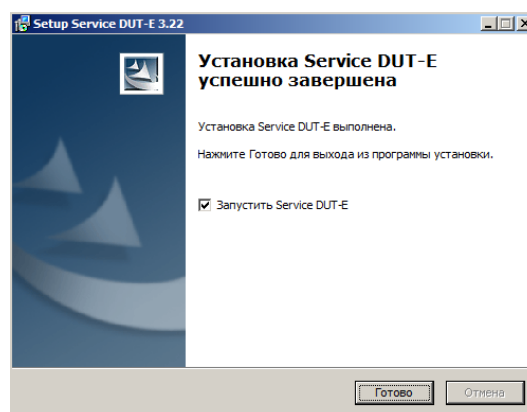 Setup Service DUT-E 3.22
Установка Service DUT-E
успешно завершена
Установка Service DUT-E выполнена.
Нажмите Готово для выхода из программы установки.
Запустить Service DUT-E
Готово
Отмена